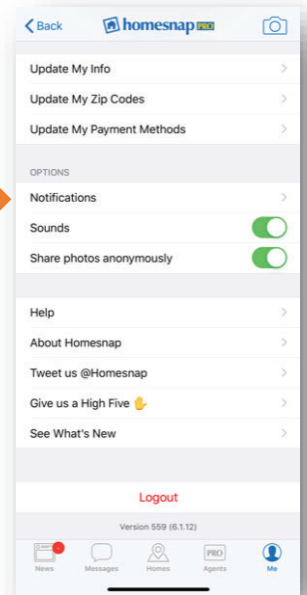 Back homesnap PRO
Update My Info
Update My Zip Codes
Update My Payment Methods
OPTIONS
Notifications
Sounds
Share photos anonymously
Help
About Homesnap
Tweet us @Homesnap
Give us a High Five ✋
See What's New
Logout
Version 559 (6.1.12)
PRO
News Messages Homes Agents Me